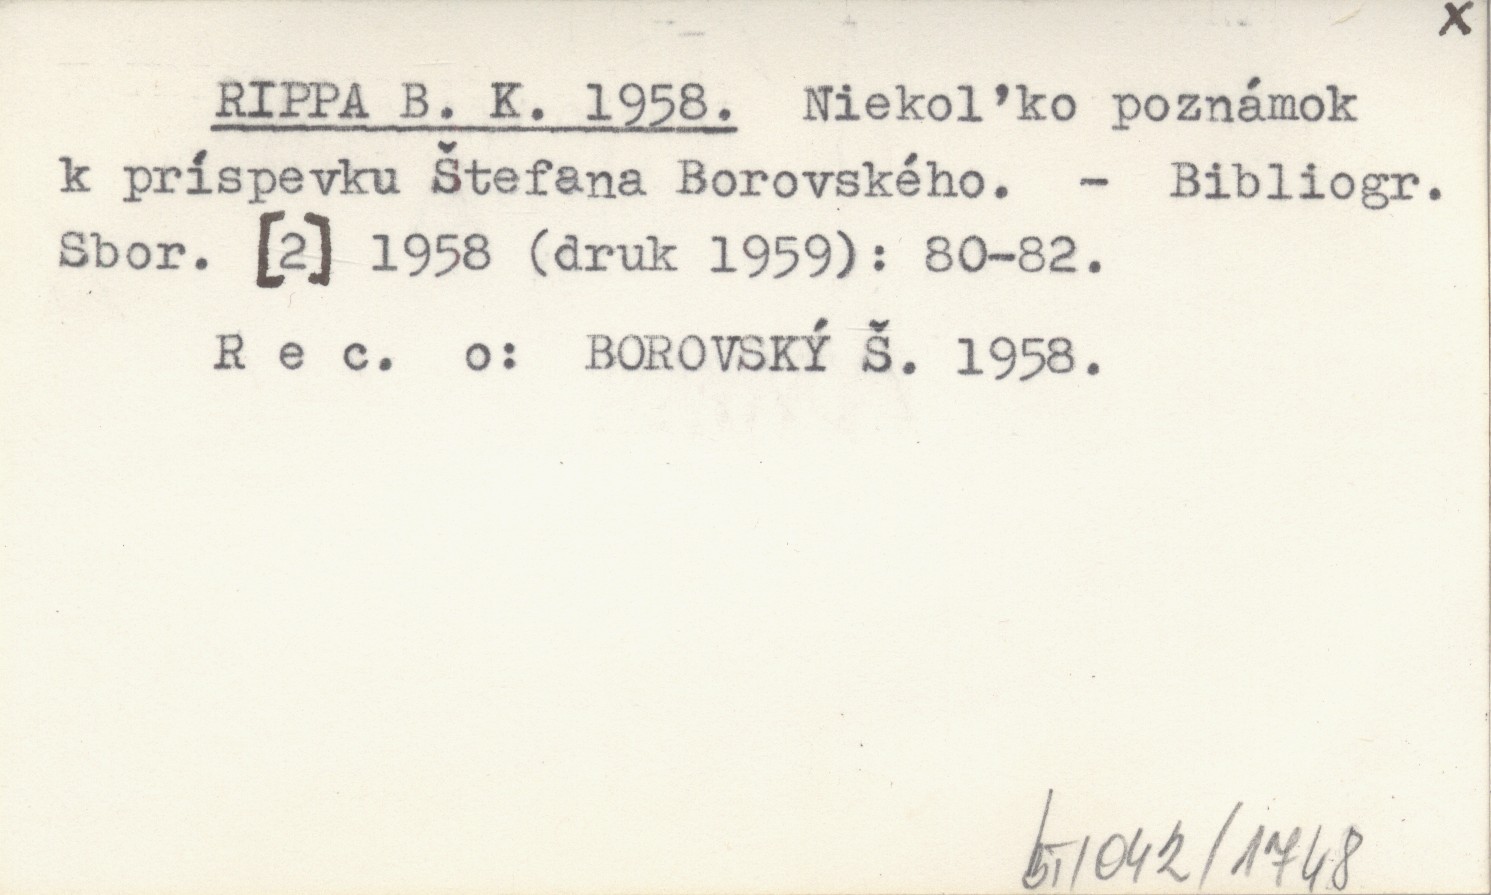 x
RIPPA B. K. 1958. Niekol'ko poznámok
k príspevku Štefana Borovského. - Bibliogr.
Sbor. [2] 1958 (druk 1959): 80-82.
R e c. o: BOROVSKÝ Š. 1958.
042/1748